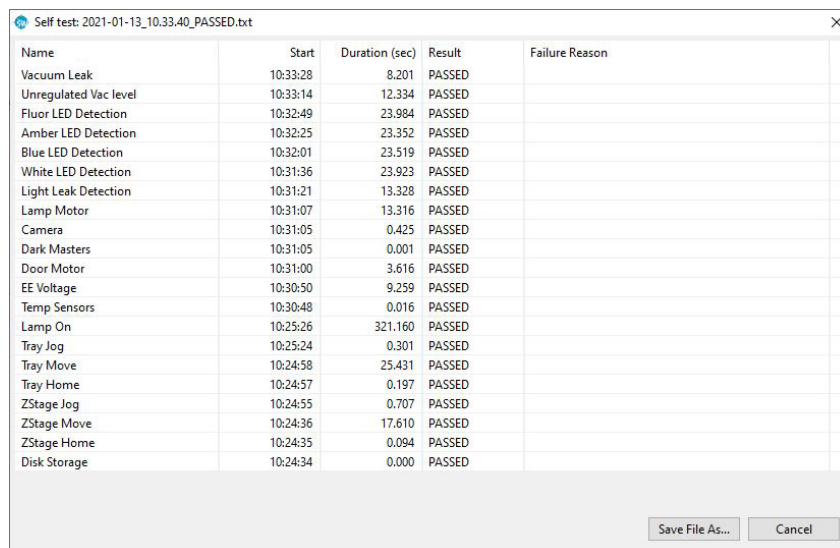 SW Self test: 2021-01-13_10.33.40_PASSED.txt
Name Start Duration (sec) Result Failure Reason
Vacuum Leak 10:33:28 8.201 PASSED
Unregulated Vac level 10:33:14 12.334 PASSED
Fluor LED Detection 10:32:49 23.984 PASSED
Amber LED Detection 10:32:25 23.352 PASSED
Blue LED Detection 10:32:01 23.519 PASSED
White LED Detection 10:31:36 23.923 PASSED
Light Leak Detection 10:31:21 13.328 PASSED
Lamp Motor 10:31:07 13.316 PASSED
Camera 10:31:05 0.425 PASSED
Dark Masters 10:31:05 0.001 PASSED
Door Motor 10:31:00 3.616 PASSED
EE Voltage 10:30:50 9.259 PASSED
Temp Sensors 10:30:48 0.016 PASSED
Lamp On 10:25:26 321.160 PASSED
Tray Jog 10:25:24 0.301 PASSED
Tray Move 10:24:58 25.431 PASSED
Tray Home 10:24:57 0.197 PASSED
ZStage Jog 10:24:55 0.707 PASSED
ZStage Move 10:24:36 17.610 PASSED
ZStage Home 10:24:35 0.094 PASSED
Disk Storage 10:24:34 0.000 PASSED
Save File As... Cancel